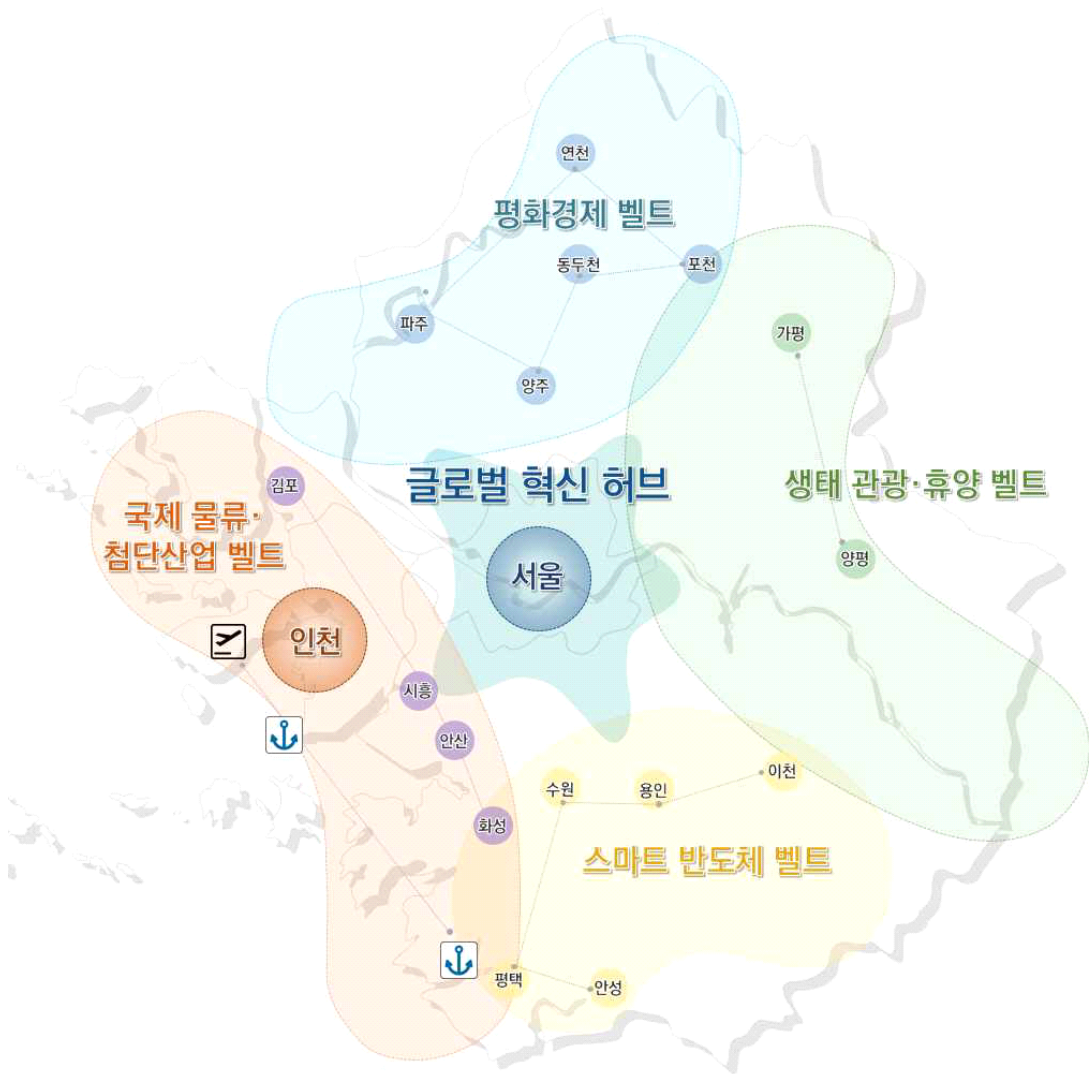 연천
평화경제 벨트
동두천
포천
파주
가평
양주
글로벌 혁신 허브
김포
생태 관광·휴양 벨트
국제 물류·
첨단산업 벨트
양평
서울
인천
시흥
안산
이천
수원
용인
화성
스마트 반도체 벨트
평택
안성